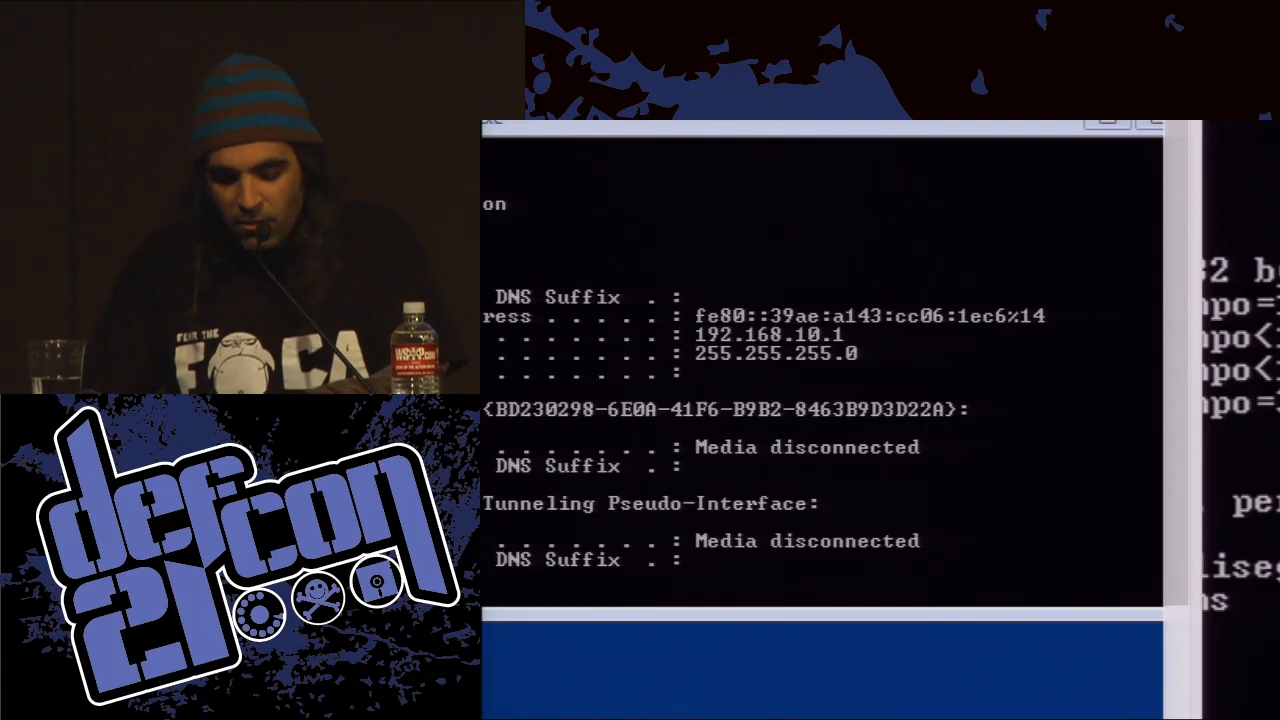 FEAR THE
FOCA
on
DNS Suffix . :
ress . . . . . : fe80::39ae:a143:cc06:1ec6%14
. . . . . . . : 192.168.10.1
. . . . . . . : 255.255.255.0
. . . . . . . :
{BD230298-6E0A-41F6-B9B2-8463B9D3D22A}:
. . . . . . . : Media disconnected
DNS Suffix . :
Tunneling Pseudo-Interface:
. . . . . . . : Media disconnected
DNS Suffix . :
defcon
21